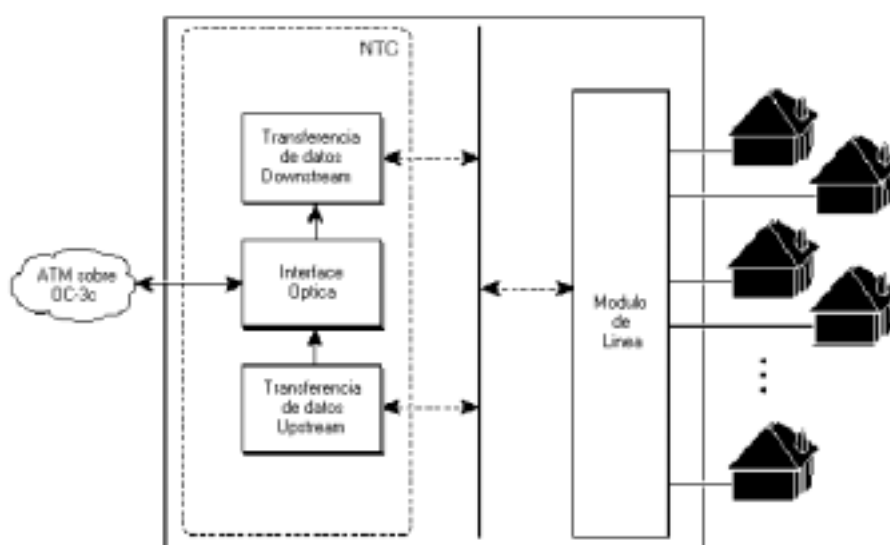 NTC
Transferencia
de datos
Downstream
ATM sobre
OC-3c
Interface
Optica
Modulo
de
Linea
Transferencia
de datos
Upstream